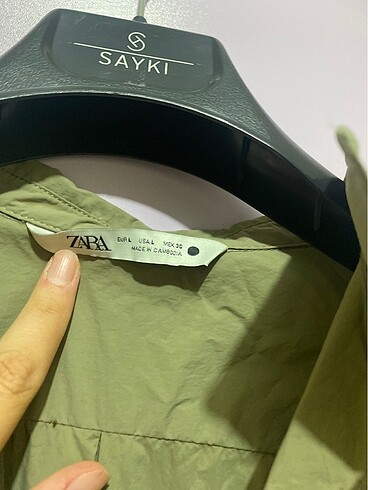 SAYKI
ZARA EUR L USA L MEX 30
MADE IN CAMBODIA